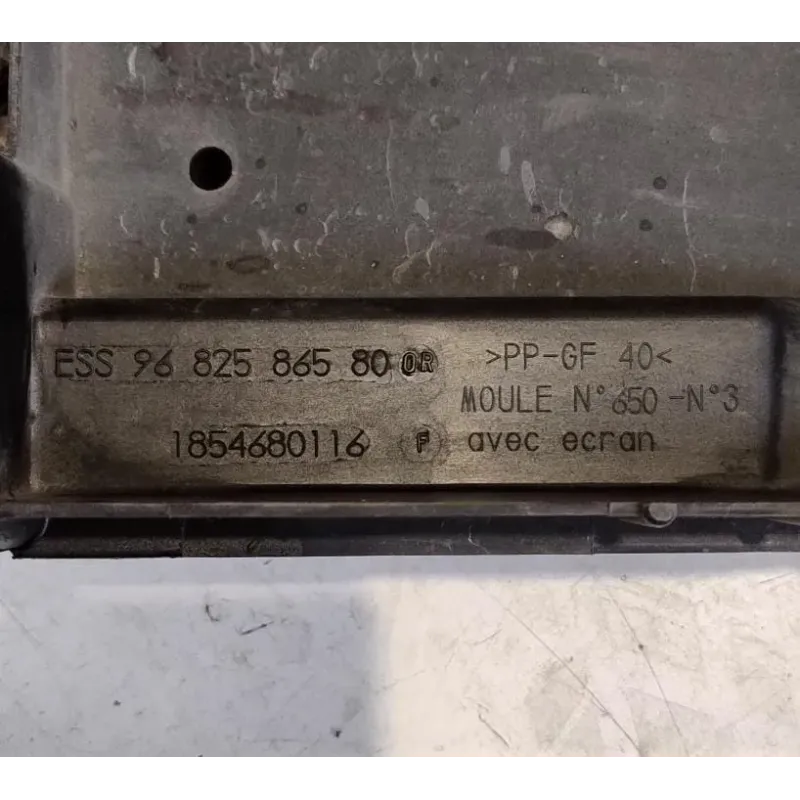 ESS 96 825 865 80 OR
1854680116 F
>PP-GF 40<
MOULE N°650-N°3
avec ecran